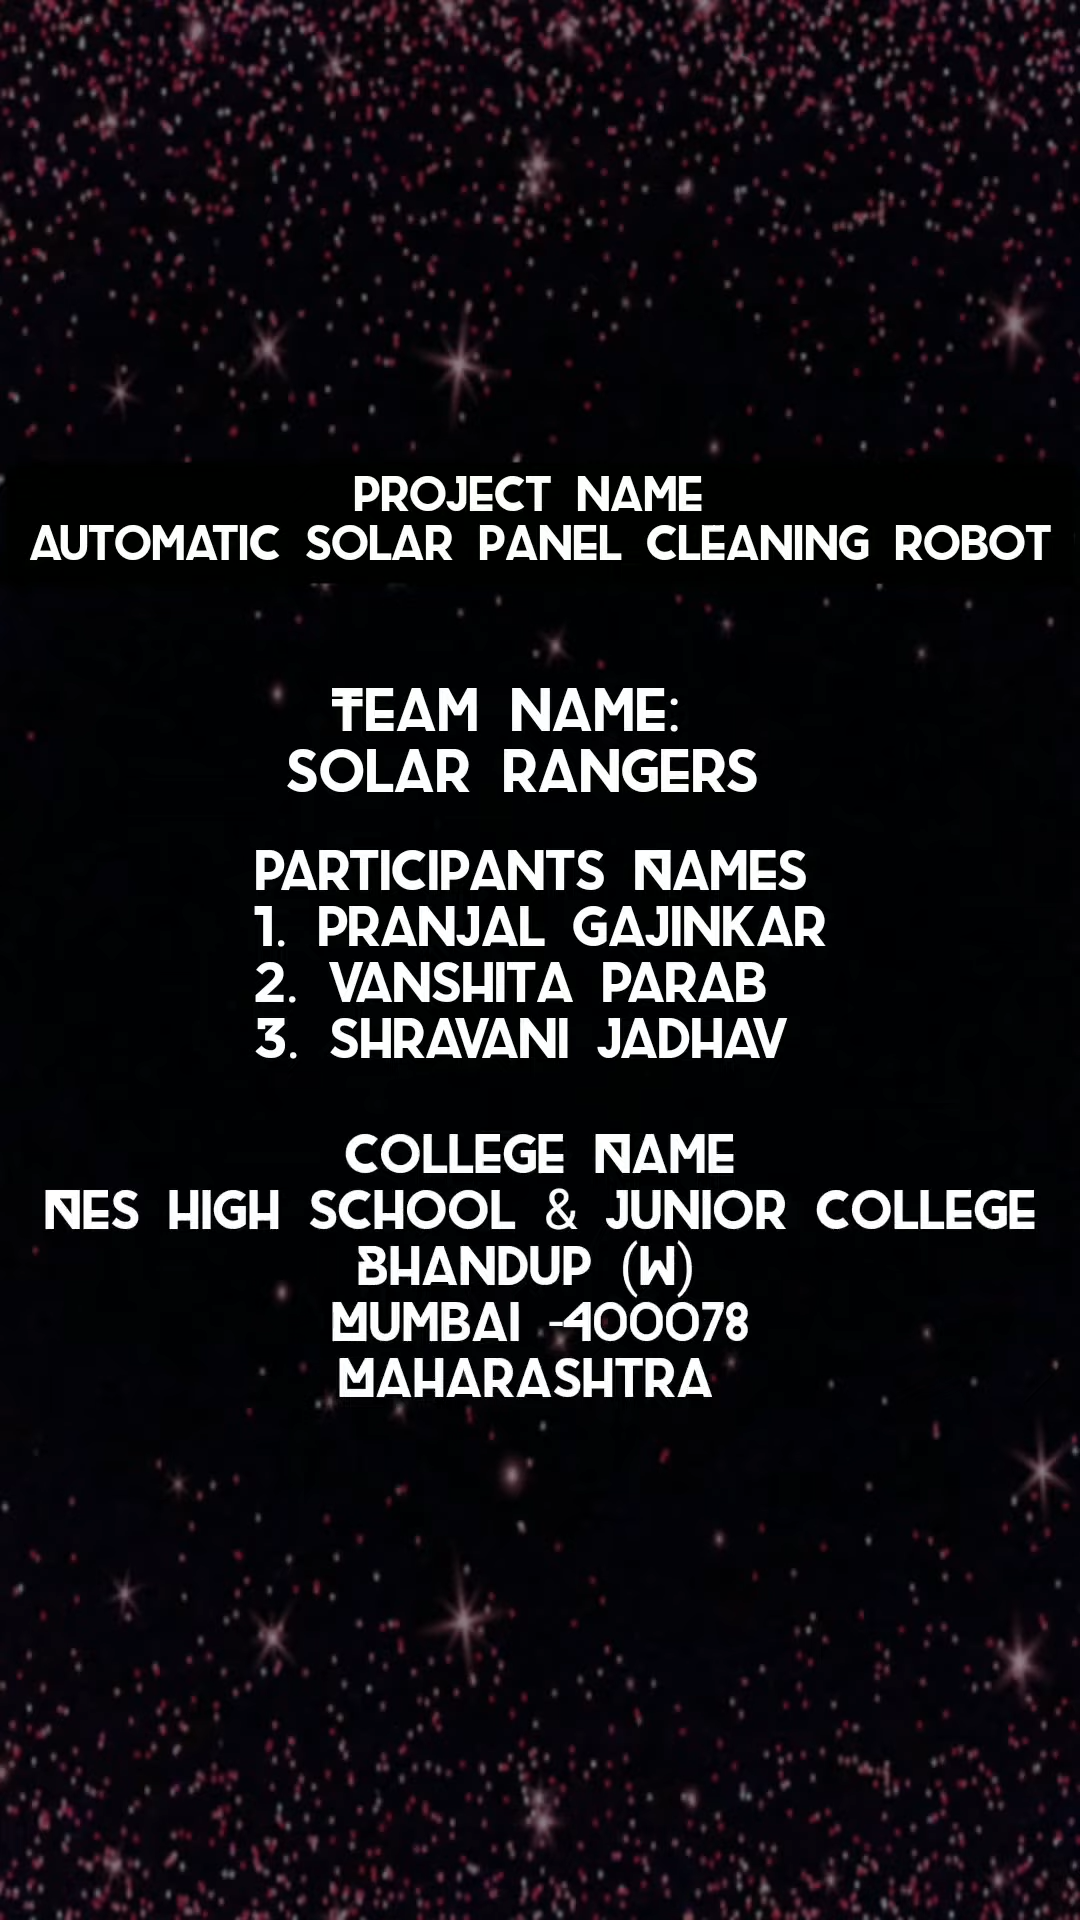 PROJECT NAME
AUTOMATIC SOLAR PANEL CLEANING ROBOT
TEAM NAME:
SOLAR RANGERS
PARTICIPANTS NAMES
1. PRANJAL GAJINKAR
2. VANSHITA PARAB
3. SHRAVANI JADHAV
COLLEGE NAME
NES HIGH SCHOOL & JUNIOR COLLEGE
BHANDUP (W)
MUMBAI -400078
MAHARASHTRA